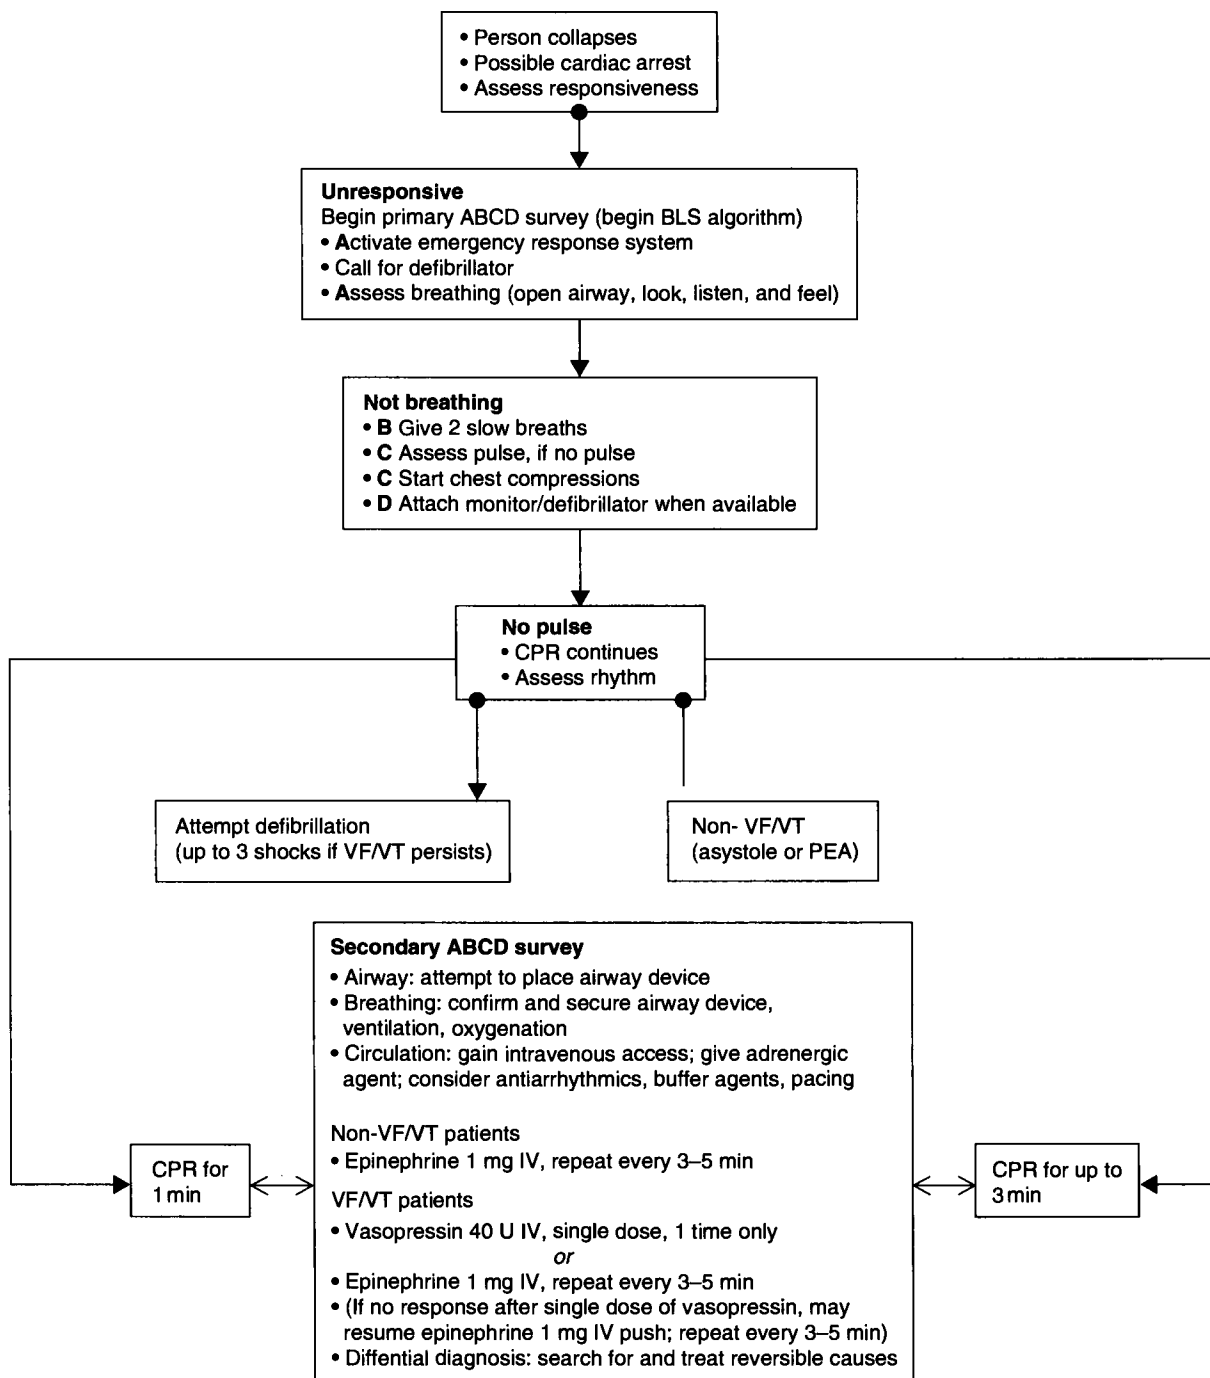 • Person collapses
• Possible cardiac arrest
• Assess responsiveness
Unresponsive
Begin primary ABCD survey (begin BLS algorithm)
• Activate emergency response system
• Call for defibrillator
• Assess breathing (open airway, look, listen, and feel)
Not breathing
• B Give 2 slow breaths
• C Assess pulse, if no pulse
• C Start chest compressions
• D Attach monitor/defibrillator when available
No pulse
• CPR continues
• Assess rhythm
Attempt defibrillation
(up to 3 shocks if VF/VT persists)
Non- VF/VT
(asystole or PEA)
Secondary ABCD survey
• Airway: attempt to place airway device
• Breathing: confirm and secure airway device,
ventilation, oxygenation
• Circulation: gain intravenous access; give adrenergic
agent; consider antiarrhythmics, buffer agents, pacing
Non-VF/VT patients
• Epinephrine 1 mg IV, repeat every 3–5 min
VF/VT patients
• Vasopressin 40 U IV, single dose, 1 time only
or
• Epinephrine 1 mg IV, repeat every 3–5 min
• (If no response after single dose of vasopressin, may
resume epinephrine 1 mg IV push; repeat every 3–5 min)
• Diffential diagnosis: search for and treat reversible causes
CPR for
1 min
CPR for up to
3 min